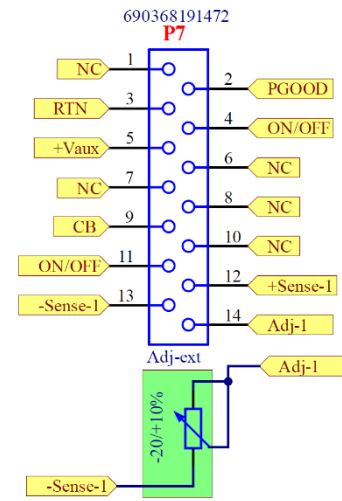 690368191472
P7
NC 1
2 PGOOD
RTN 3
4 ON/OFF
+Vaux 5
6 NC
NC 7
8 NC
CB 9
10 NC
ON/OFF 11
12 +Sense-1
-Sense-1 13
14 Adj-1
Adj-ext
Adj-1
-20/+10%
-Sense-1